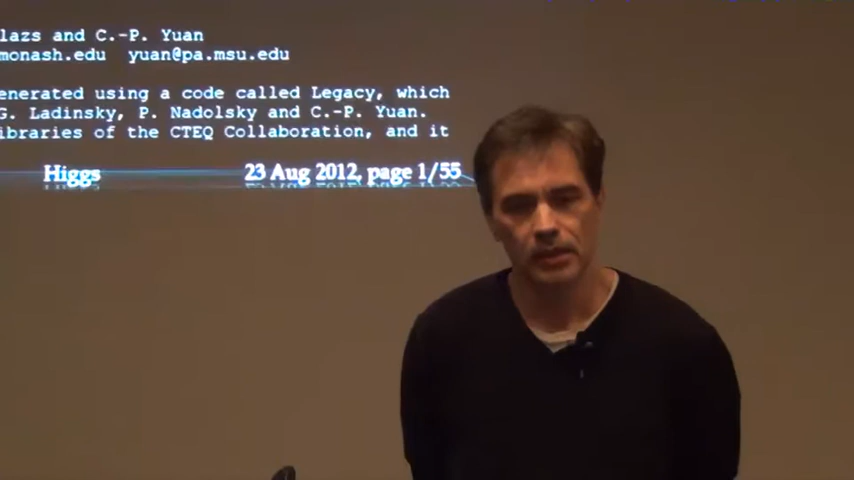 lazs and C.-P. Yuan
monash.edu yuan@pa.msu.edu
enerated using a code called Legacy, which
G. Ladinsky, P. Nadolsky and C.-P. Yuan.
ibraries of the CTEQ Collaboration, and it
Higgs 23 Aug 2012, page 1/55